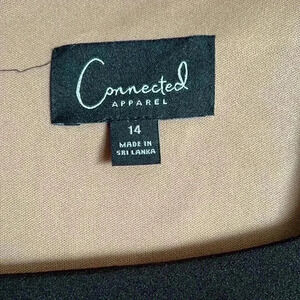 Connected
APPAREL
14
MADE IN
SRI LANKA